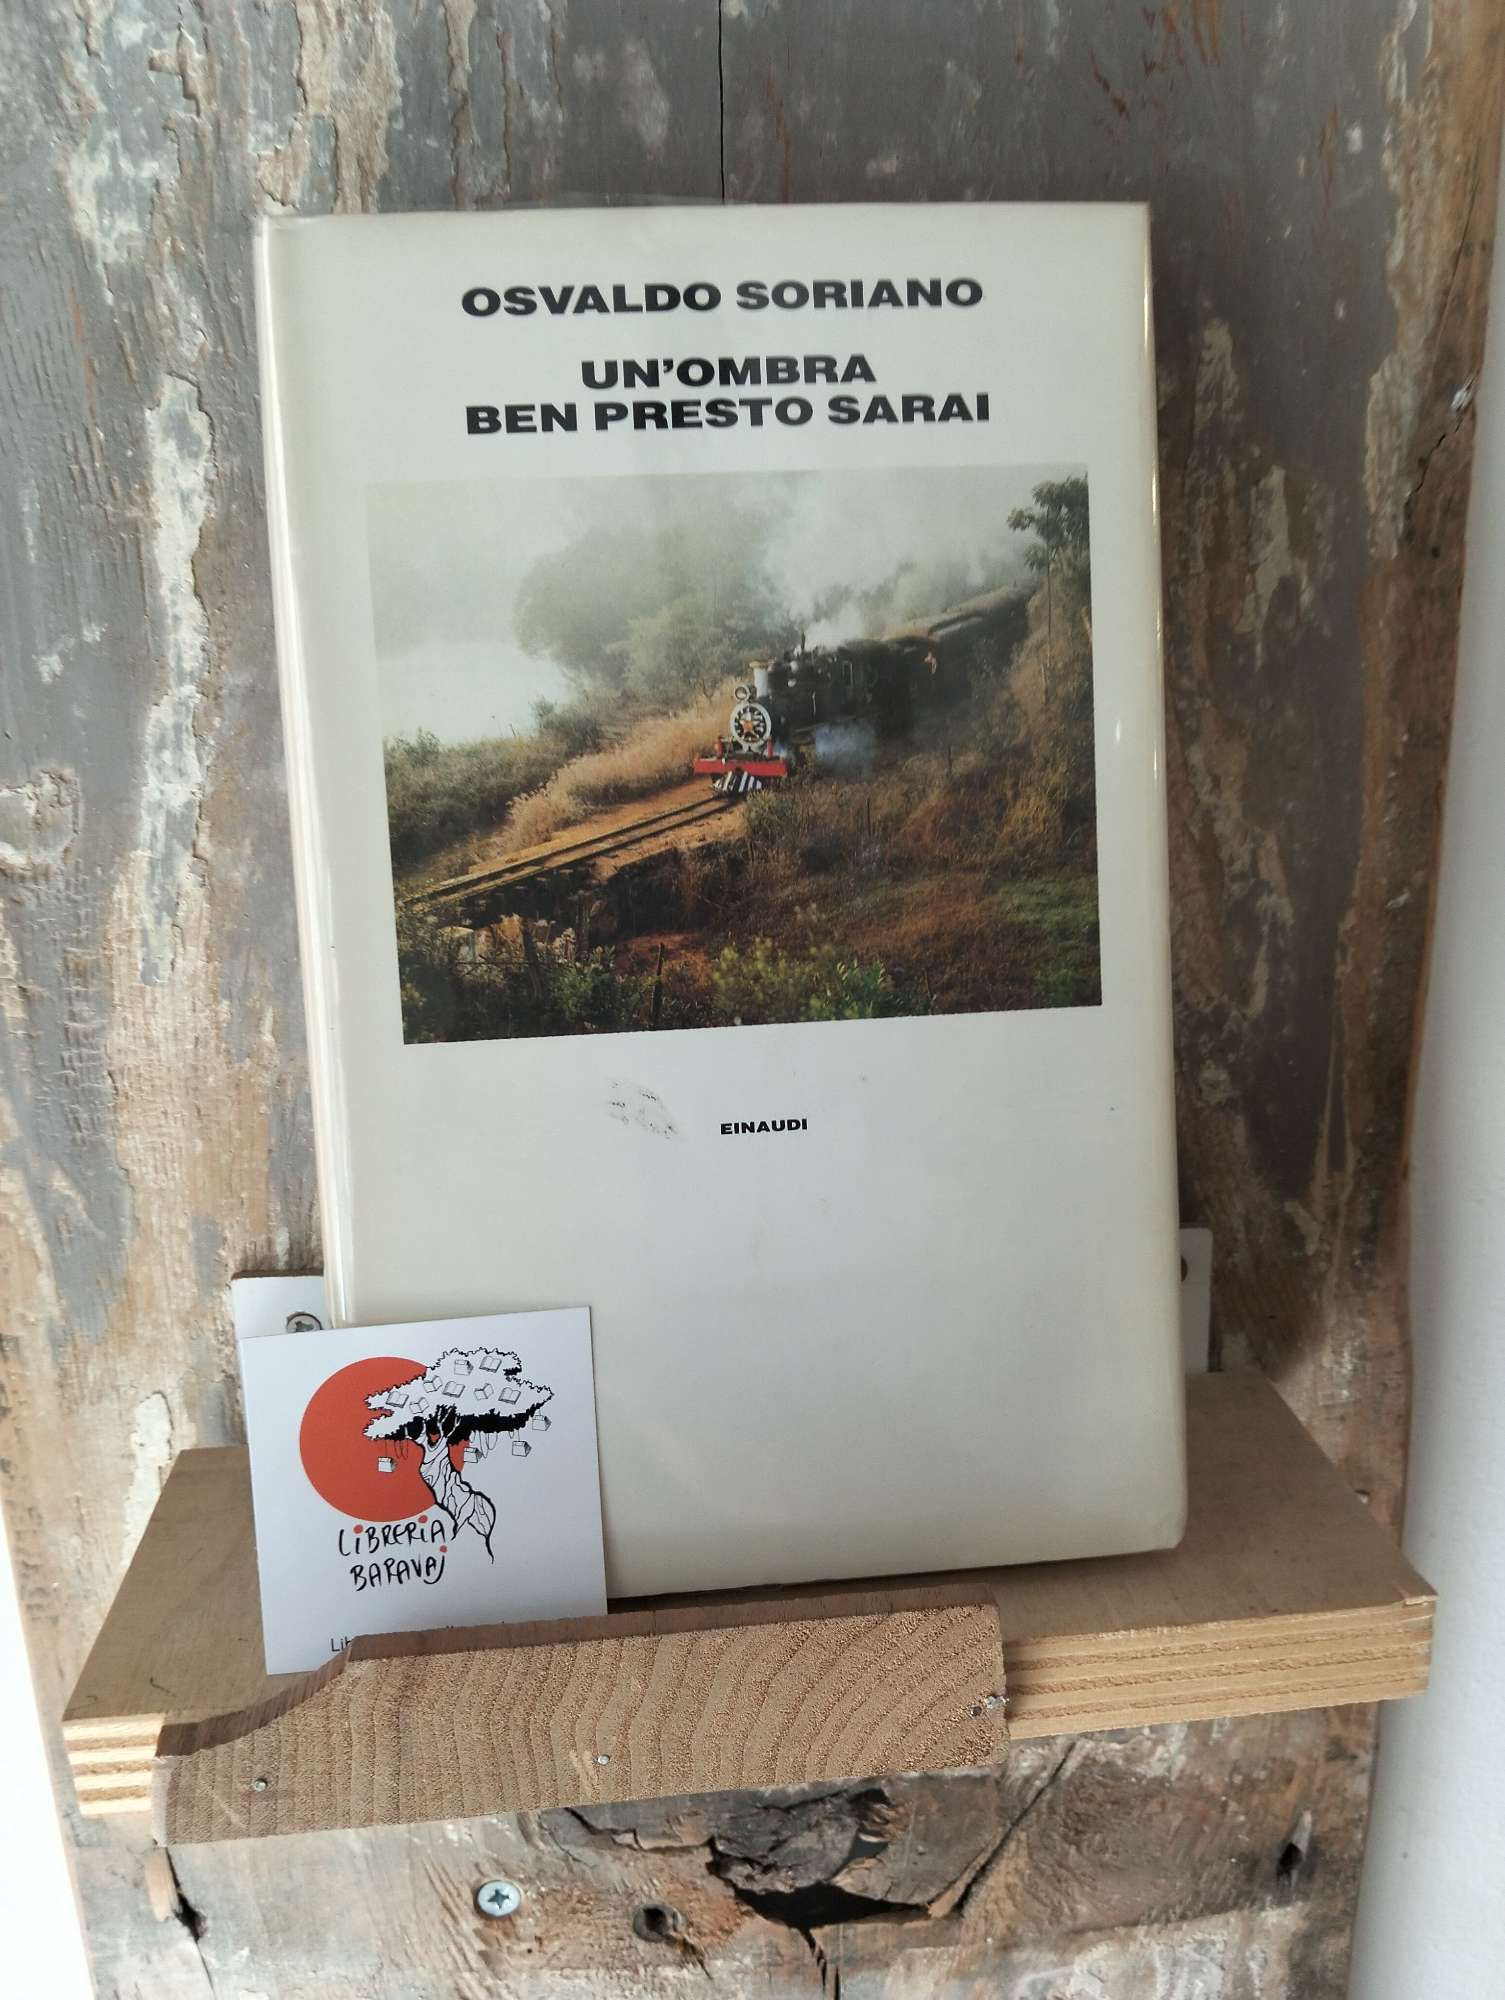 OSVALDO SORIANO
UN'OMBRA
BEN PRESTO SARAI
EINAUDI
LIBRERIA
BARAVAJ